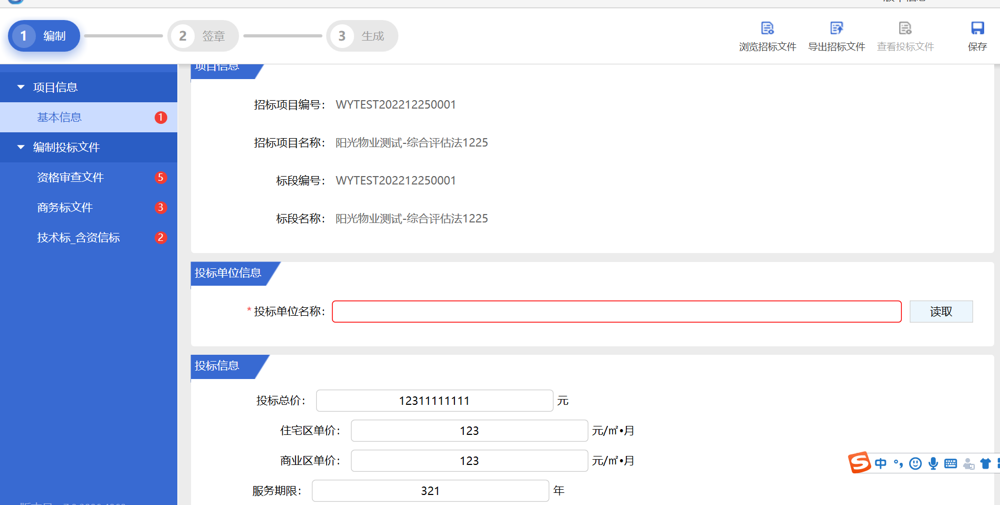 1 编制
2 签章
3 生成
浏览招标文件
导出招标文件
查看投标文件
保存
项目信息
基本信息 1
编制投标文件
资格审查文件 5
商务标文件 3
技术标_含资信标 2
项目信息
招标项目编号： WYTEST202212250001
招标项目名称： 阳光物业测试-综合评估法1225
标段编号： WYTEST202212250001
标段名称： 阳光物业测试-综合评估法1225
投标单位信息
*投标单位名称： 读取
投标信息
投标总价： 12311111111 元
住宅区单价： 123 元/㎡•月
商业区单价： 123 元/㎡•月
服务期限： 321 年
S 中